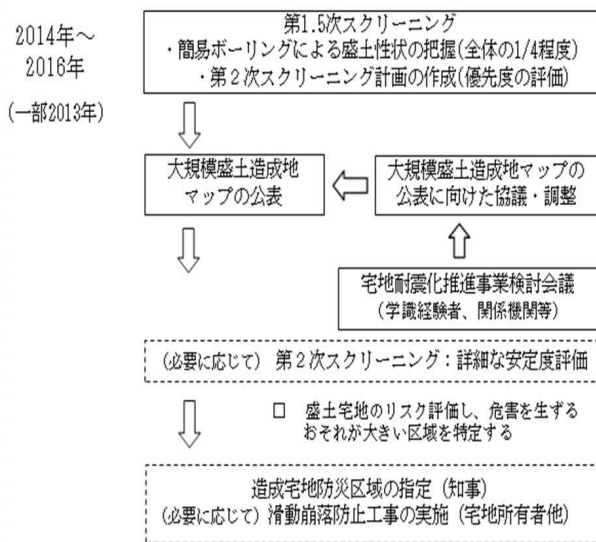 2014年～
2016年
(一部2013年)
第1.5次スクリーニング
・簡易ボーリングによる盛土性状の把握(全体の1/4程度)
・第２次スクリーニング計画の作成(優先度の評価)
大規模盛土造成地
マップの公表
大規模盛土造成地マップの
公表に向けた協議・調整
宅地耐震化推進事業検討会議
(学識経験者、関係機関等)
(必要に応じて) 第２次スクリーニング：詳細な安定度評価
□ 盛土宅地のリスク評価し、危害を生ずる
おそれが大きい区域を特定する
造成宅地防災区域の指定 (知事)
(必要に応じて) 滑動崩落防止工事の実施 (宅地所有者他)